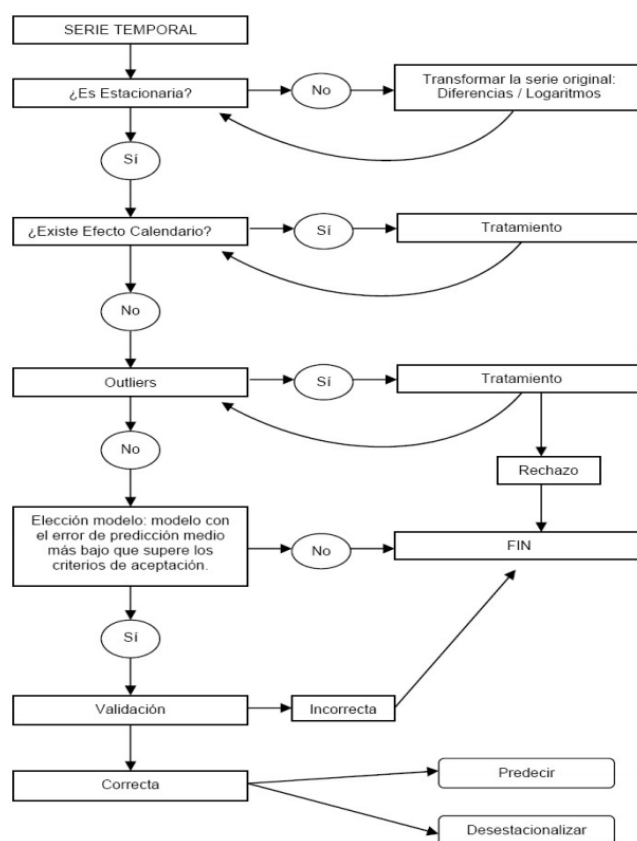 SERIE TEMPORAL
¿Es Estacionaria?
No
Transformar la serie original:
Diferencias / Logaritmos
Sí
¿Existe Efecto Calendario?
Sí
Tratamiento
No
Outliers
Sí
Tratamiento
No
Rechazo
Elección modelo: modelo con
el error de predicción medio
más bajo que supere los
criterios de aceptación.
No
FIN
Sí
Validación
Incorrecta
Correcta
Predecir
Desestacionalizar